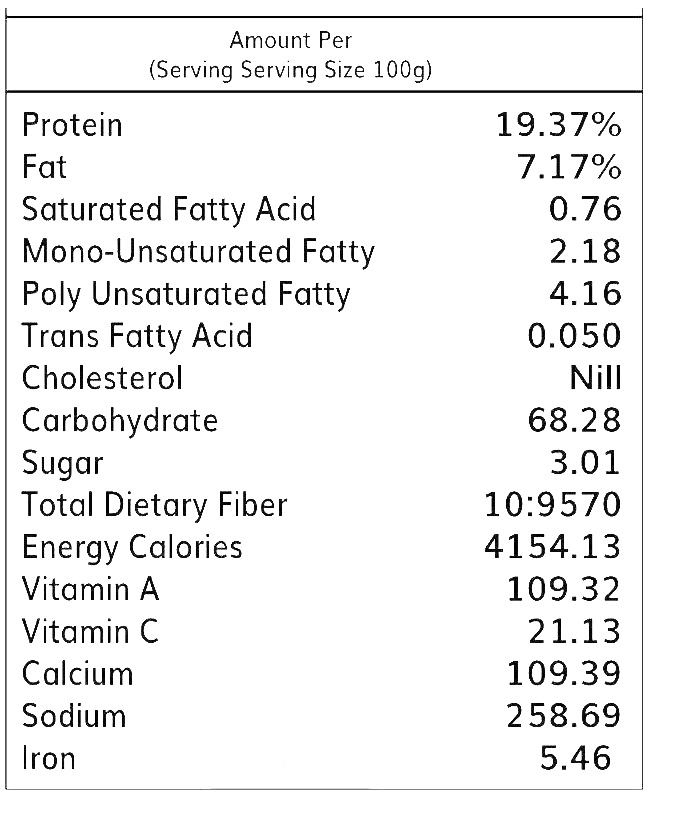 Amount Per
(Serving Serving Size 100g)
Protein 19.37%
Fat 7.17%
Saturated Fatty Acid 0.76
Mono-Unsaturated Fatty 2.18
Poly Unsaturated Fatty 4.16
Trans Fatty Acid 0.050
Cholesterol Nill
Carbohydrate 68.28
Sugar 3.01
Total Dietary Fiber 10:9570
Energy Calories 4154.13
Vitamin A 109.32
Vitamin C 21.13
Calcium 109.39
Sodium 258.69
Iron 5.46